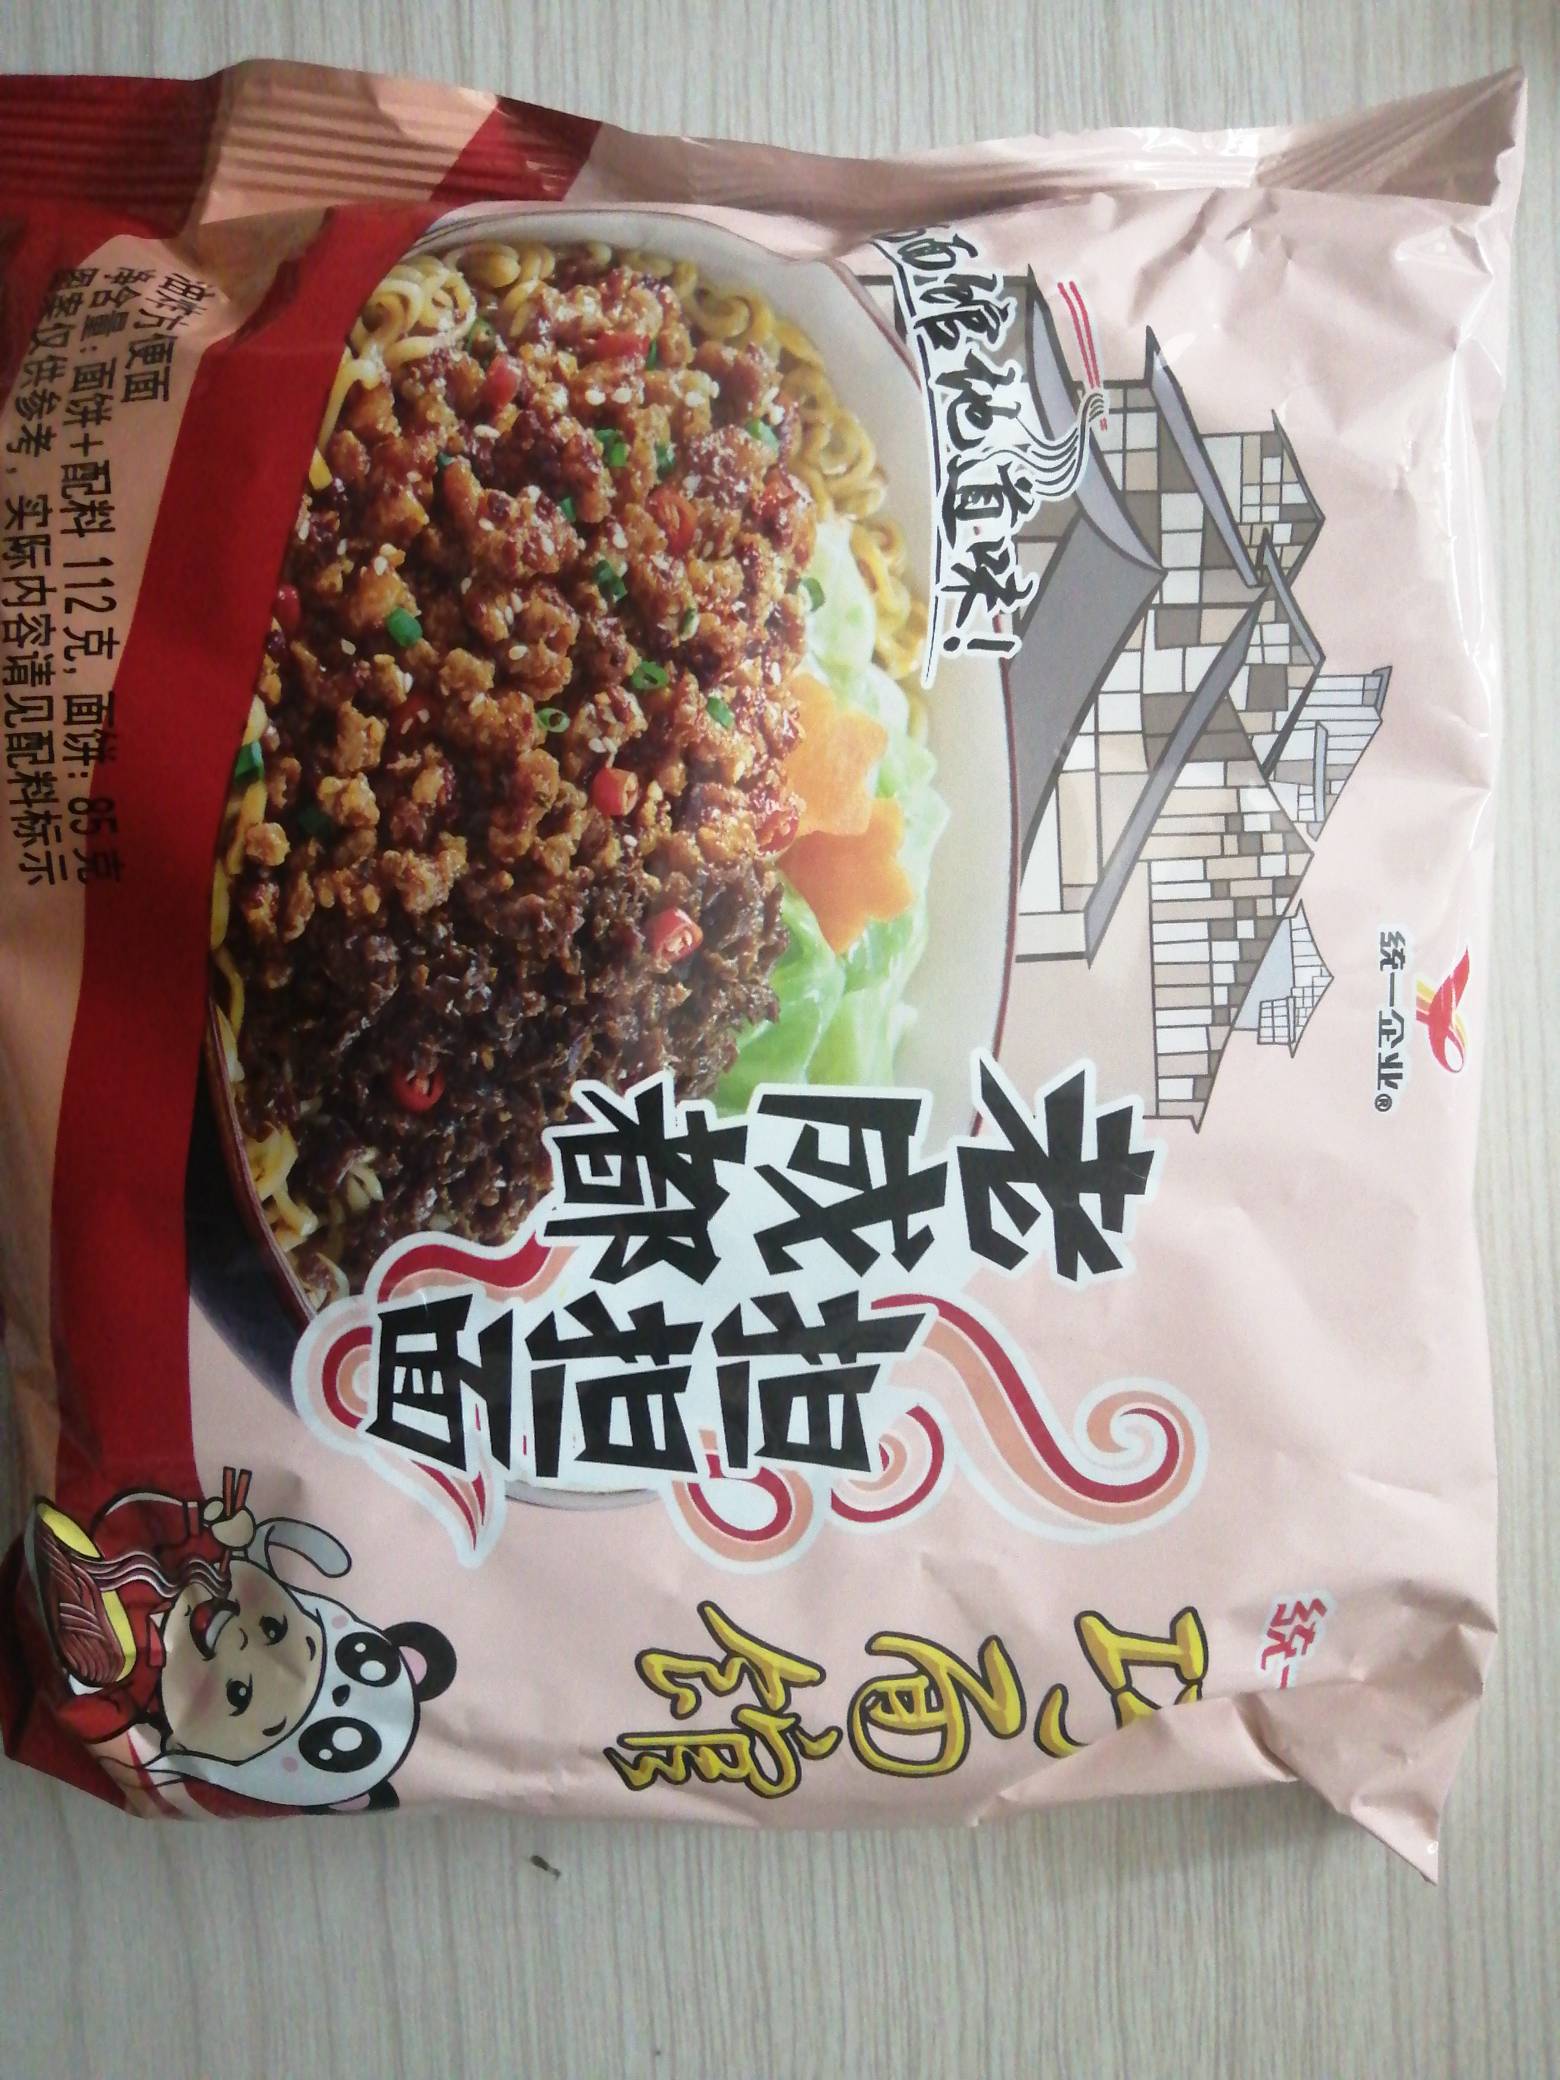 统一企业®
面馆地道味!
老成都
担担面
统一
面馆
油炸方便面
净含量:面饼+配料 112克, 面饼: 85克
图案仅供参考, 实际内容请见配料标示